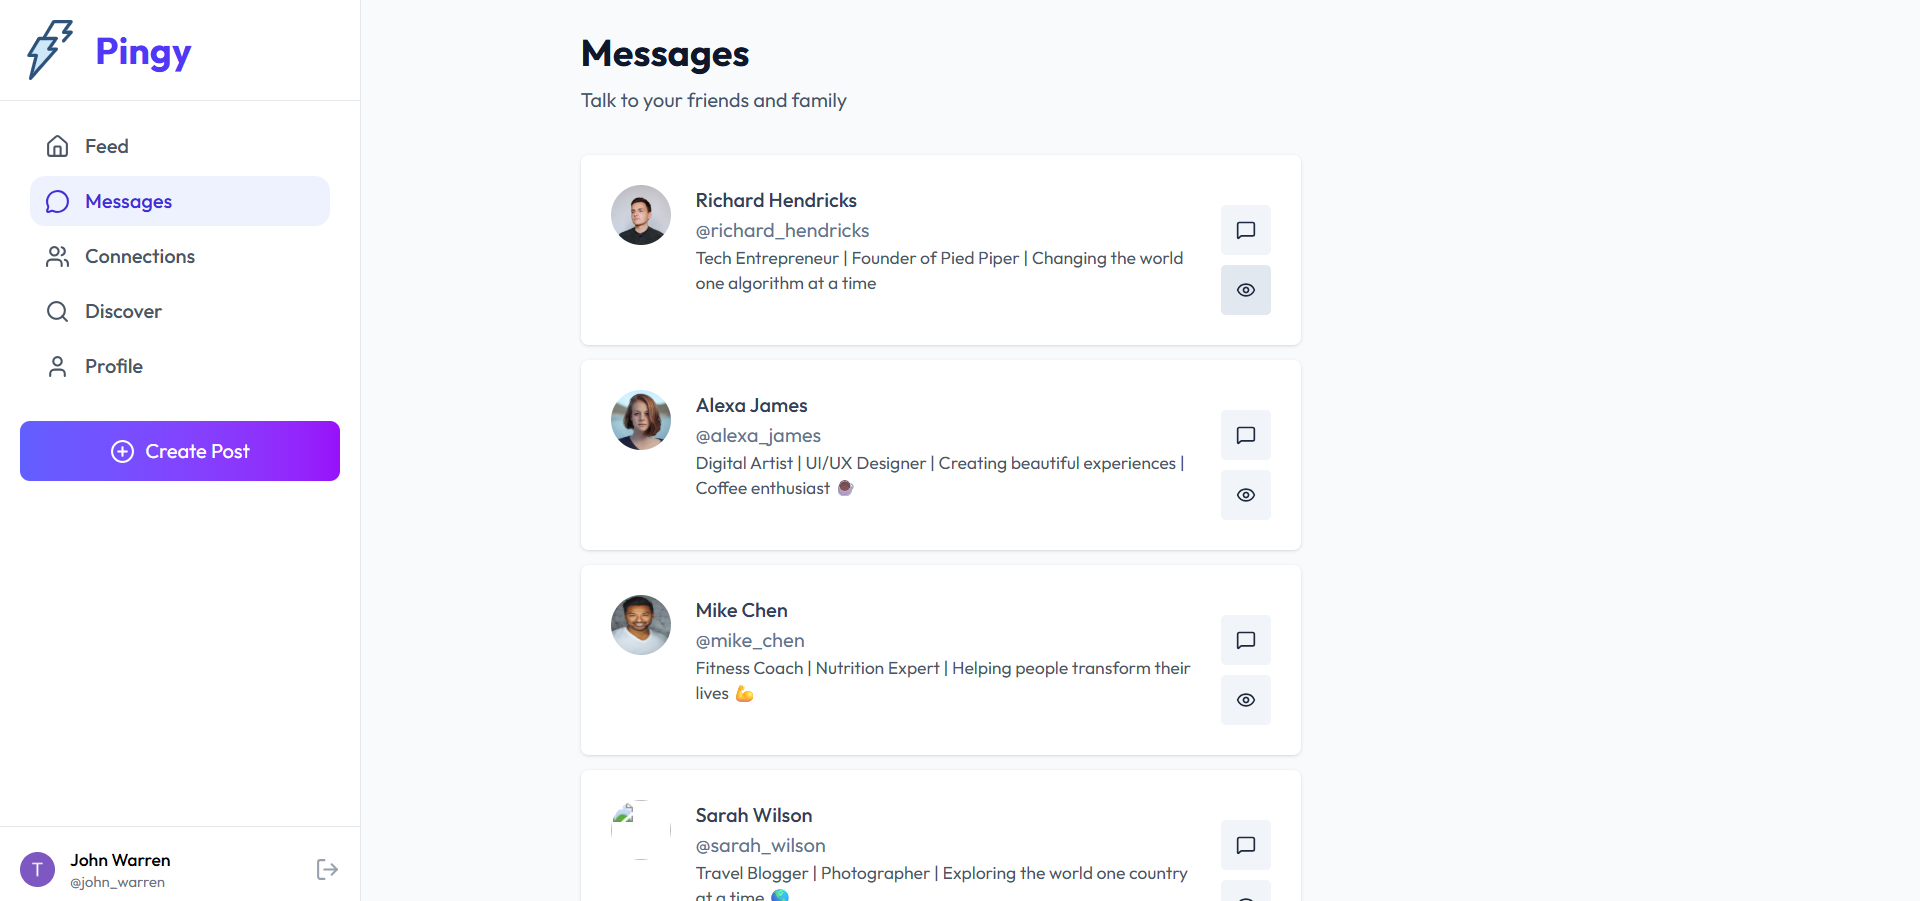 Pingy
Feed
Messages
Connections
Discover
Profile
Create Post
T
John Warren
@john_warren
Messages
Talk to your friends and family
Richard Hendricks
@richard_hendricks
Tech Entrepreneur | Founder of Pied Piper | Changing the world
one algorithm at a time
Alexa James
@alexa_james
Digital Artist | UI/UX Designer | Creating beautiful experiences |
Coffee enthusiast
Mike Chen
@mike_chen
Fitness Coach | Nutrition Expert | Helping people transform their
lives 💪
Sarah Wilson
@sarah_wilson
Travel Blogger | Photographer | Exploring the world one country
at a time 🌎